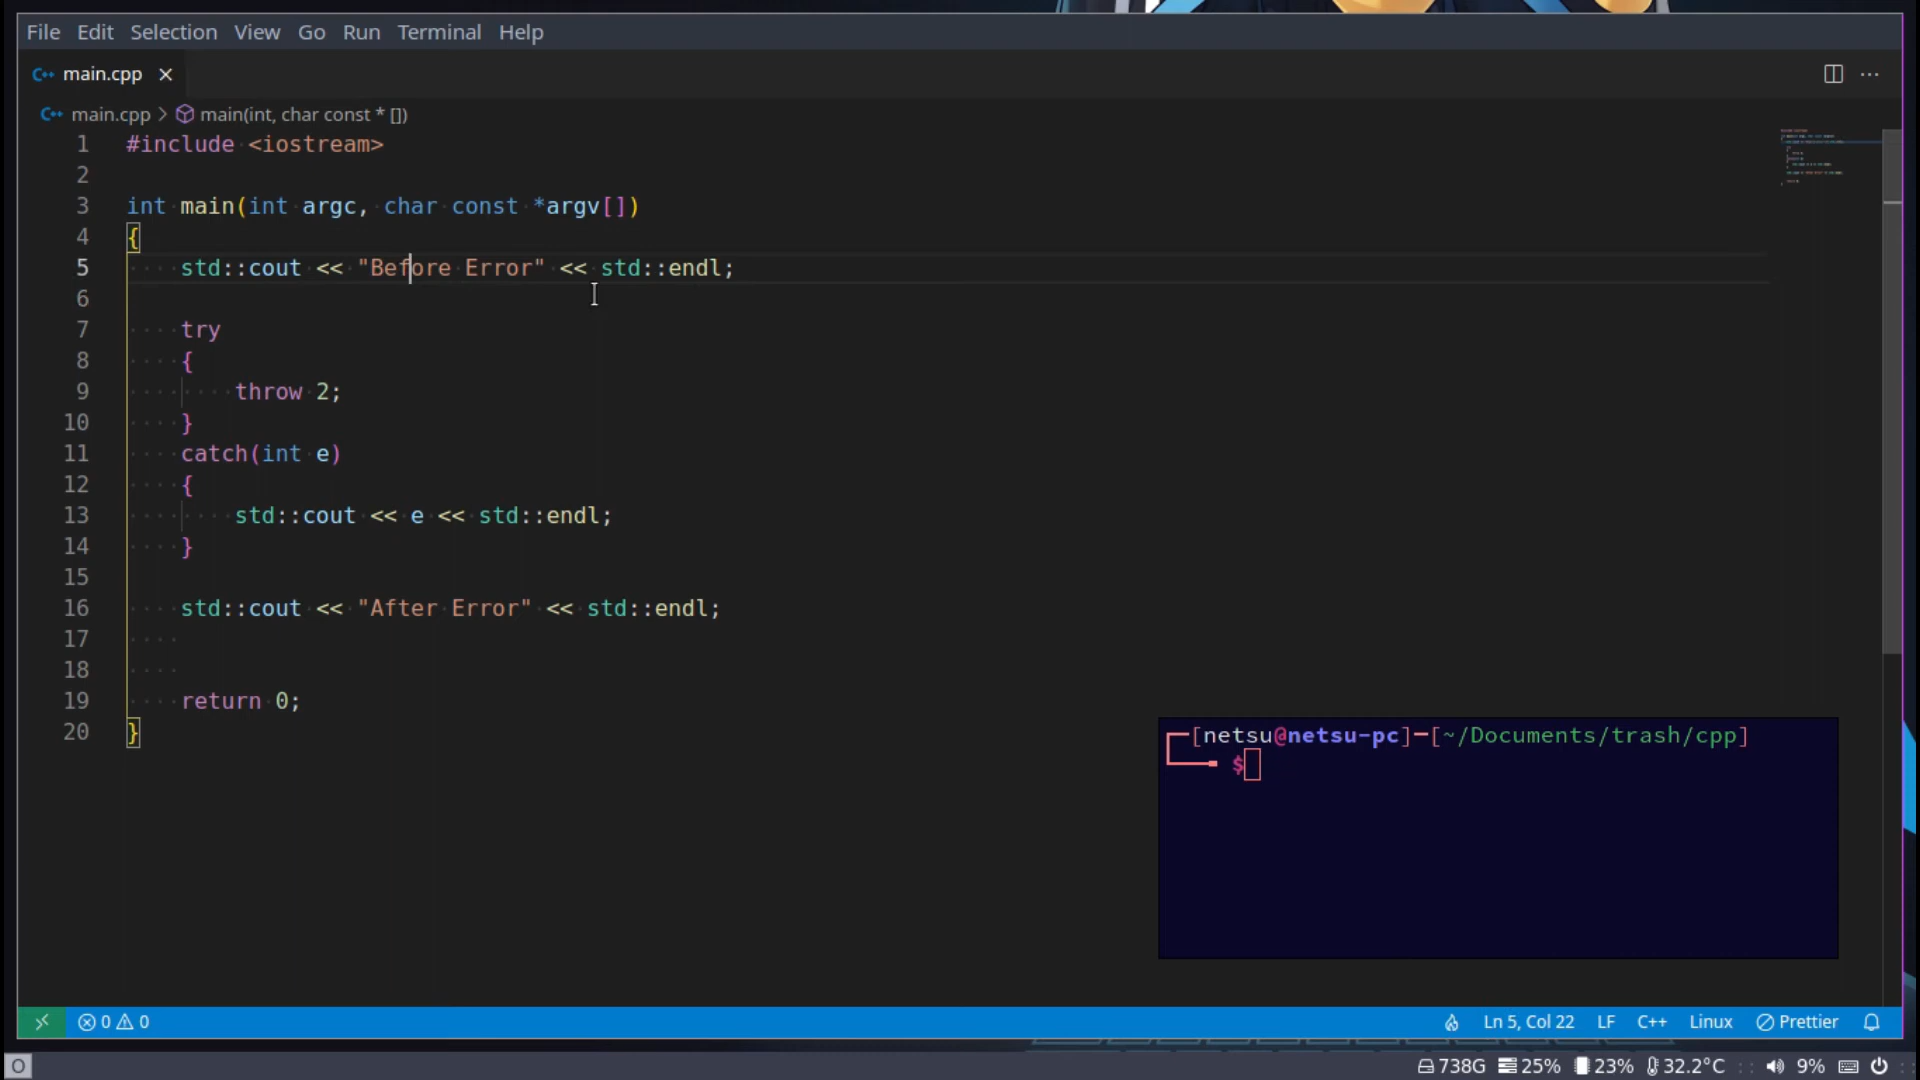 File Edit Selection View Go Run Terminal Help
main.cpp
main.cpp > main(int, char const * [])
1 #include <iostream>
2
3 int main(int argc, char const *argv[])
4 {
5 std::cout << "Before Error" << std::endl;
6
7 try
8 {
9 throw 2;
10 }
11 catch(int e)
12 {
13 std::cout << e << std::endl;
14 }
15
16 std::cout << "After Error" << std::endl;
17
18
19 return 0;
20 }
[netsu@netsu-pc]-[~/Documents/trash/cpp]
$
0 0 Ln 5, Col 22 LF C++ Linux Prettier
738G 25% 23% 32.2°C 9%